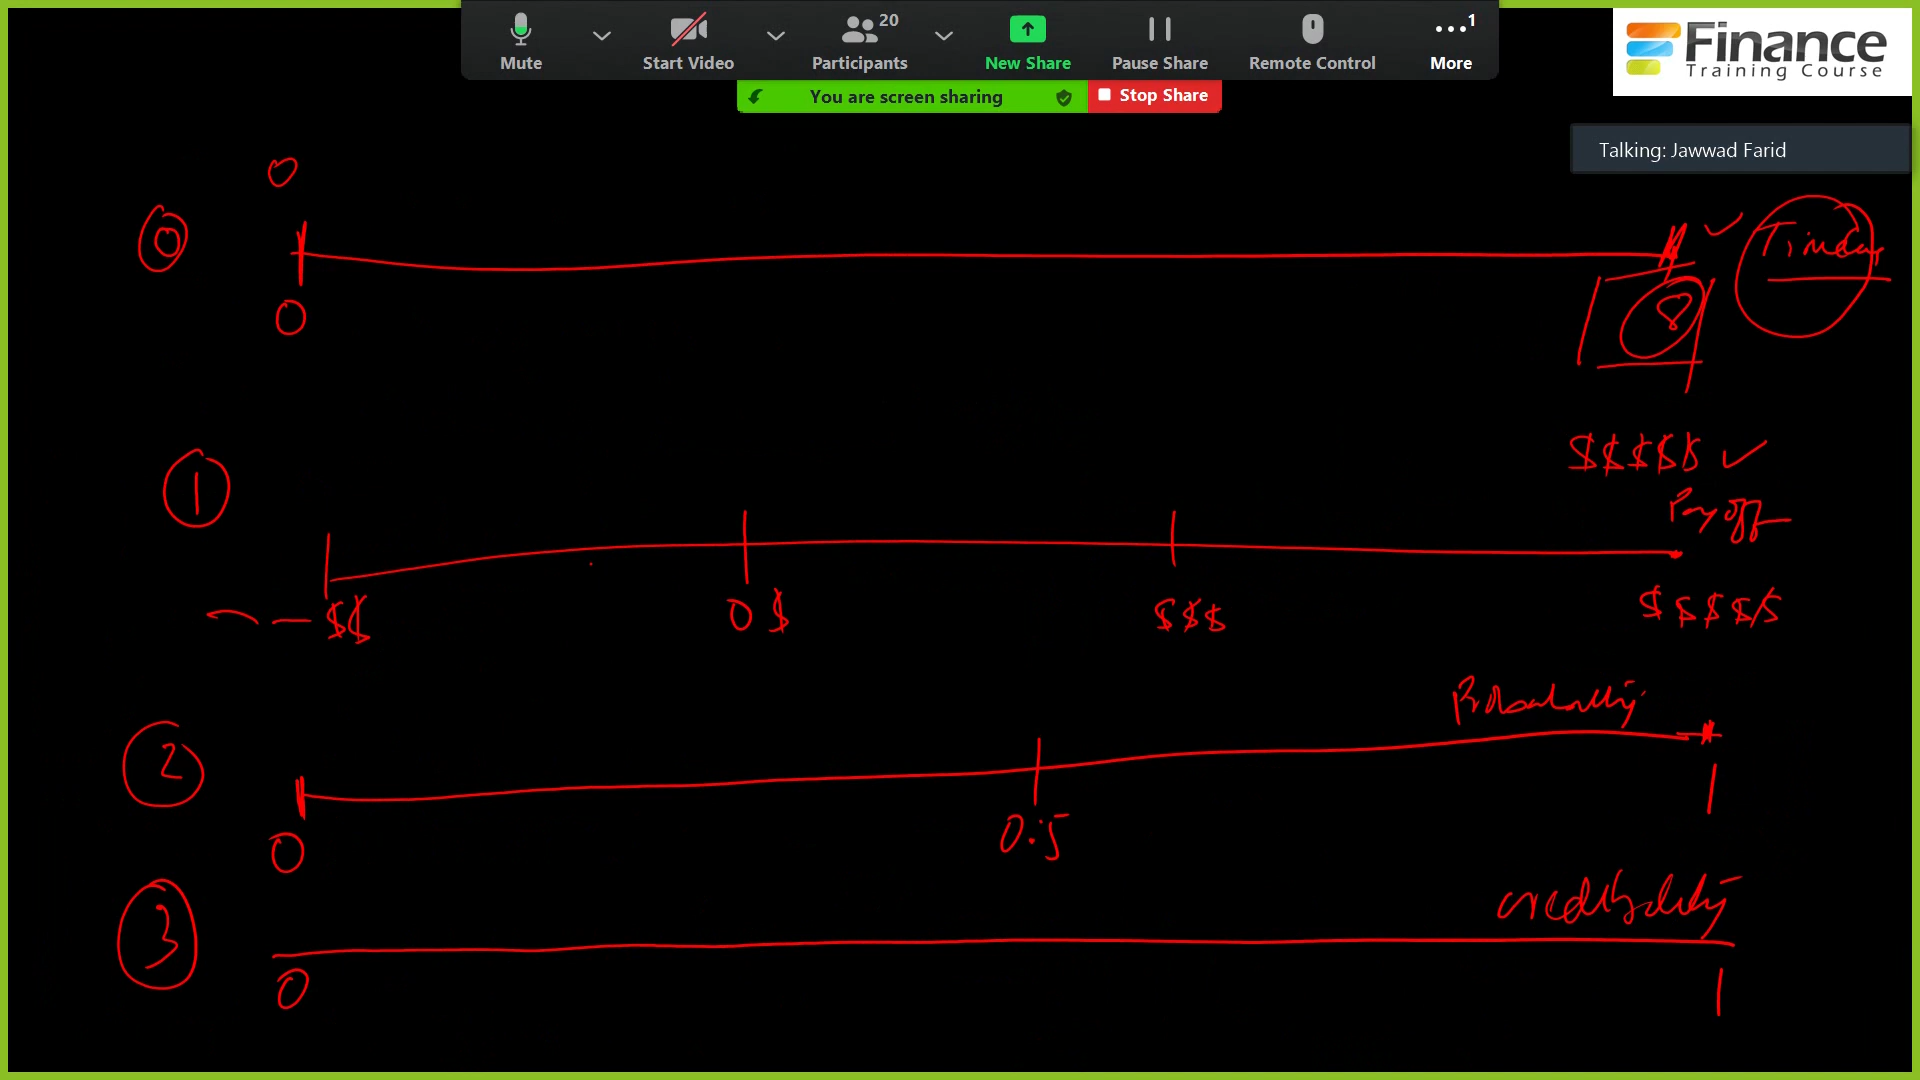 Mute
Start Video
20
Participants
New Share
Pause Share
Remote Control
1
More
You are screen sharing
Stop Share
Finance
Training Course
Talking: Jawwad Farid
0
0
0
8
1
$$$$$
Payoff
-- $$
0 $
$$$
$$$$$
Probability
2
0
0.5
1
3
credibility
0
1